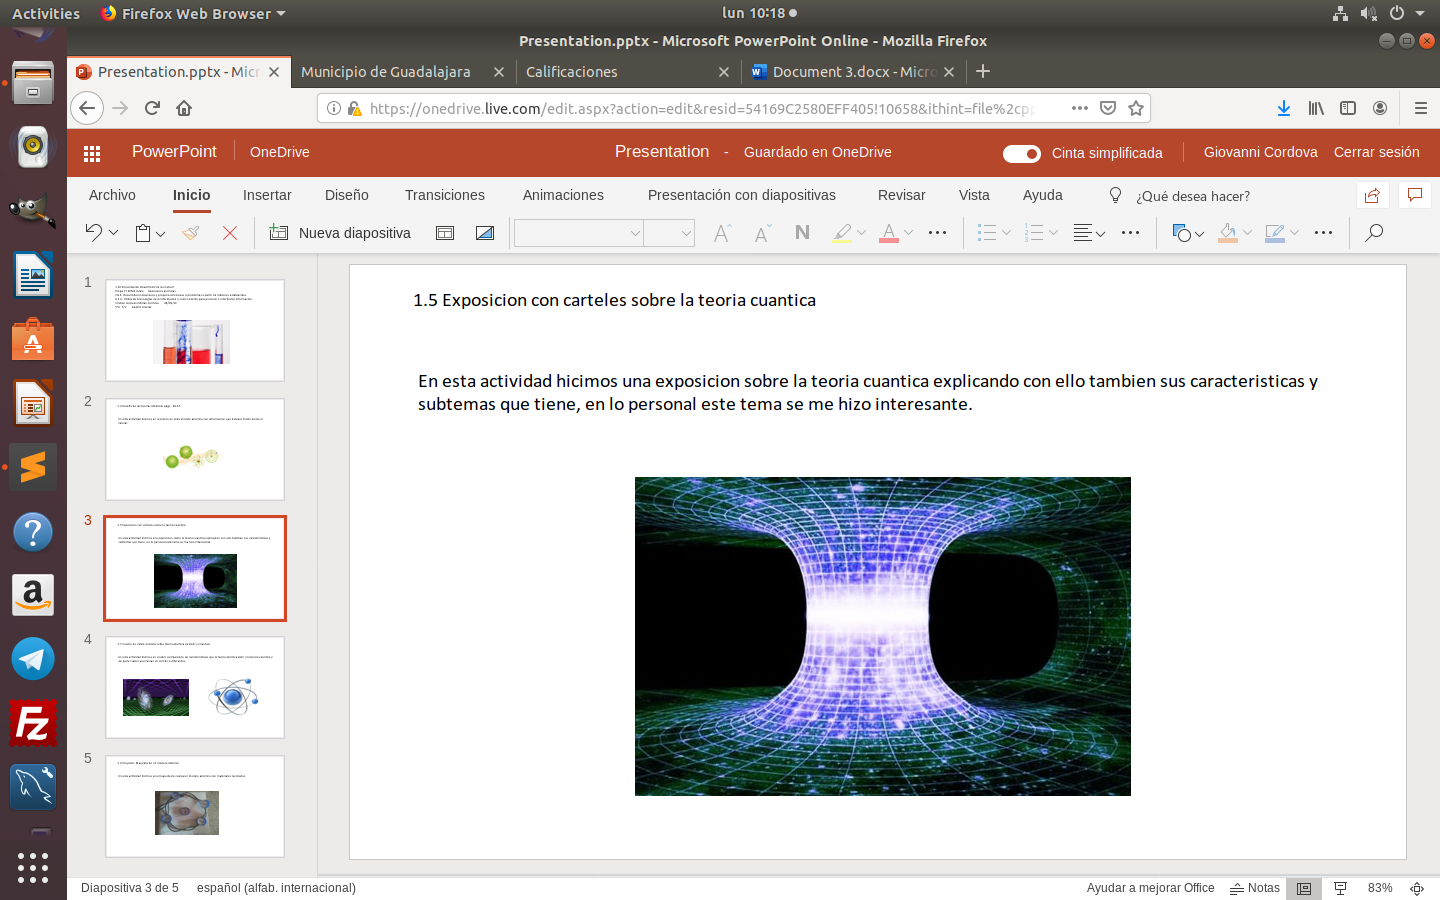 Activities
Firefox Web Browser
lun 10:18
Presentation.pptx - Microsoft PowerPoint Online - Mozilla Firefox
Presentation.pptx - Micr
Municipio de Guadalajara
Calificaciones
Document 3.docx - Micro
https://onedrive.live.com/edit.aspx?action=edit&resid=54169C2580EFF405!10658&ithint=file%2cpp
PowerPoint
OneDrive
Presentation - Guardado en OneDrive
Cinta simplificada
Giovanni Cordova
Cerrar sesión
Archivo
Inicio
Insertar
Diseño
Transiciones
Animaciones
Presentación con diapositivas
Revisar
Vista
Ayuda
¿Qué desea hacer?
Nueva diapositiva
N
1
2
3
4
5
1.5 Exposicion con carteles sobre la teoria cuantica
En esta actividad hicimos una exposicion sobre la teoria cuantica explicando con ello tambien sus caracteristicas y
subtemas que tiene, en lo personal este tema se me hizo interesante.
Diapositiva 3 de 5
español (alfab. internacional)
Ayudar a mejorar Office
Notas
83%